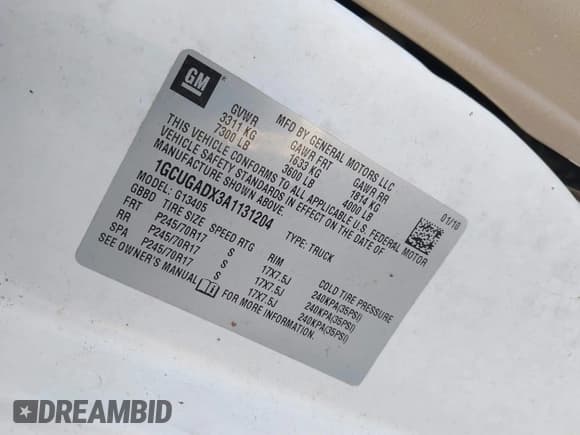 GM ®
MFD BY GENERAL MOTORS LLC 01/10
GVWR GAWR FRT GAWR RR
3311 KG 1633 KG 1814 KG
7300 LB 3600 LB 4000 LB
THIS VEHICLE CONFORMS TO ALL APPLICABLE U.S. FEDERAL MOTOR
VEHICLE SAFETY STANDARDS IN EFFECT ON THE DATE OF
MANUFACTURE SHOWN ABOVE.
1GCUGADX3A1131204
TYPE: TRUCK
MODEL: GT3405
GBBD TIRE SIZE SPEED RTG RIM COLD TIRE PRESSURE
FR P245/70R17 S 17X7.5J 240KPA(35PSI)
RR P245/70R17 S 17X7.5J 240KPA(35PSI)
SPA P245/70R17 S 17X7.5J 240KPA(35PSI)
SEE OWNER'S MANUAL FOR MORE INFORMATION.
DREAMBID